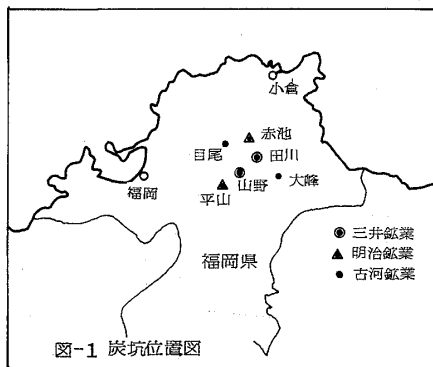 小倉
赤池
目尾
田川
大峰
山野
福岡
平山
三井鉱業
福岡県
明治鉱業
古河鉱業
図-1 炭坑位置図